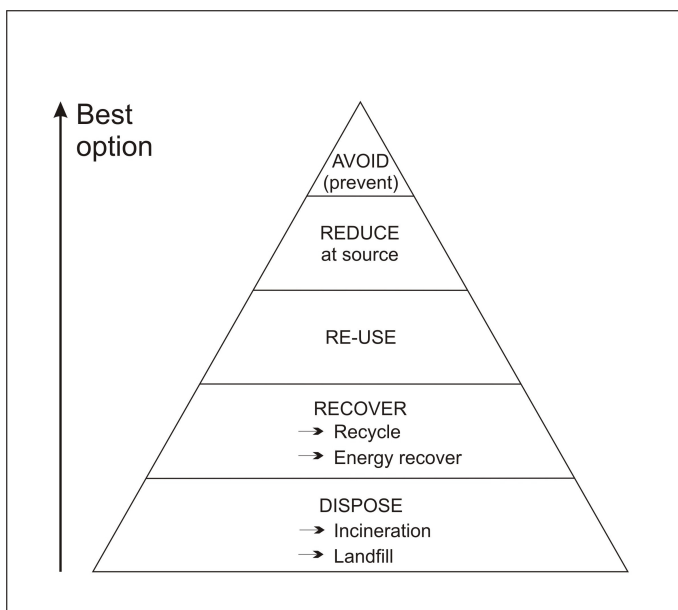 Best
option
AVOID
(prevent)
REDUCE
at source
RE-USE
RECOVER
Recycle
Energy recover
DISPOSE
Incineration
Landfill